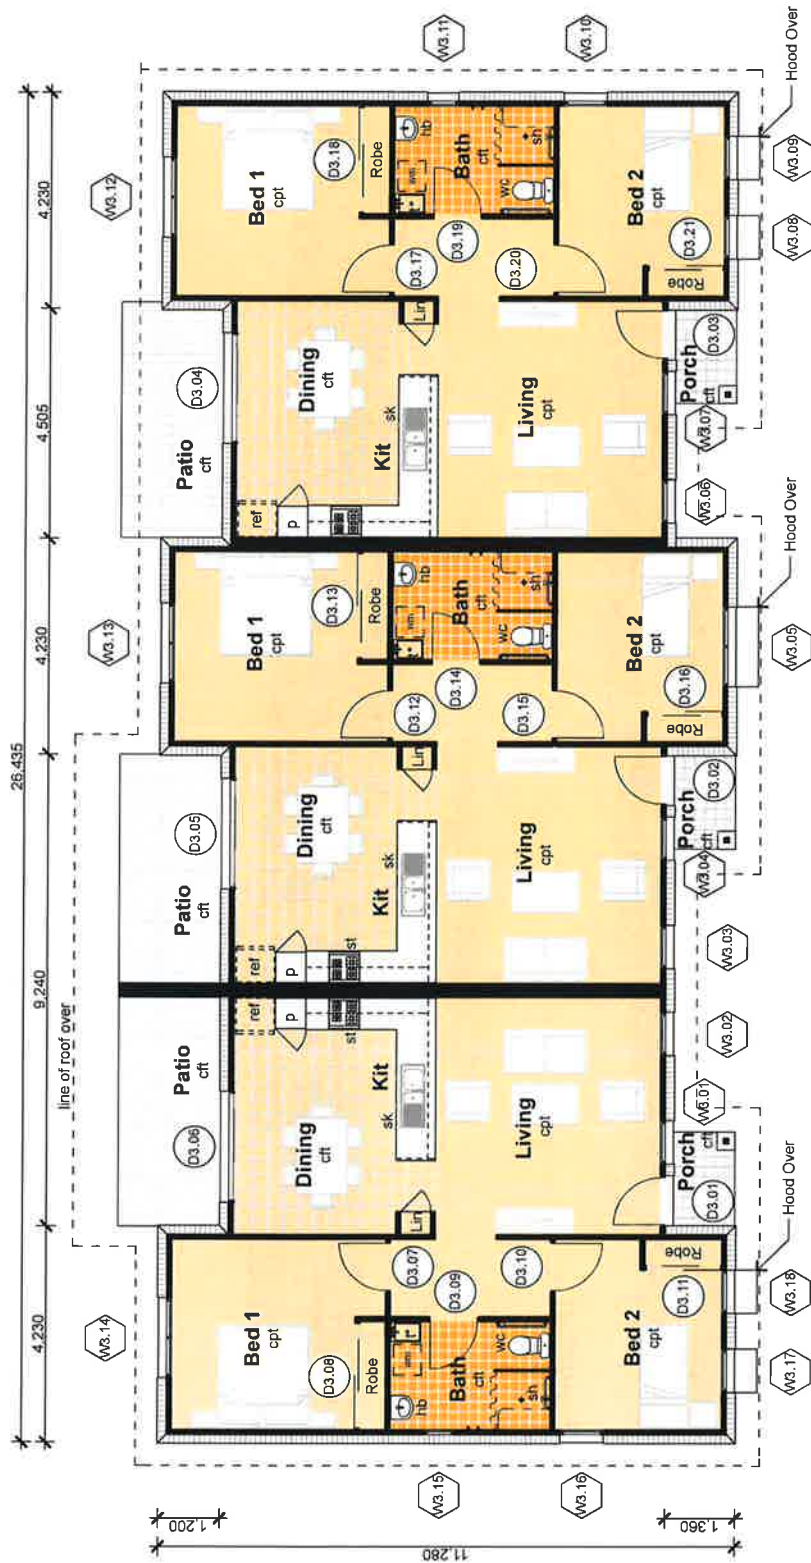 26,435
4,230
9,240
4,230
4,505
4,230
line of roof over
W3.14
W3.13
W3.12
Patio
cft
D3.06
Patio
cft
D3.05
Patio
cft
D3.04
Bed 1
cpt
D3.08
Robe
Dining
cft
ref
p
st
Kit
sk
Lin
ref
p
st
Dining
cft
Kit
sk
Lin
Bed 1
cpt
D3.13
Robe
ref
p
Dining
cft
Kit
sk
Lin
Bed 1
cpt
D3.18
Robe
W3.15
hb
wm
Bath
cft
wc
sh
D3.07
D3.09
D3.10
Living
cpt
Living
cpt
D3.12
D3.14
D3.15
wm
hb
Bath
cft
wc
sh
Living
cpt
D3.17
D3.19
D3.20
wm
hb
Bath
cft
wc
sh
W3.11
W3.16
Bed 2
cpt
D3.11
Robe
Porch
cft
D3.01
W3.01
W3.02
W3.03
W3.04
Porch
cft
D3.02
Bed 2
cpt
D3.16
Robe
W3.06
W3.07
Porch
cft
D3.03
Bed 2
cpt
D3.21
Robe
W3.10
W3.17
W3.18
Hood Over
W3.05
Hood Over
W3.08
W3.09
Hood Over
1,200
11,280
1,360